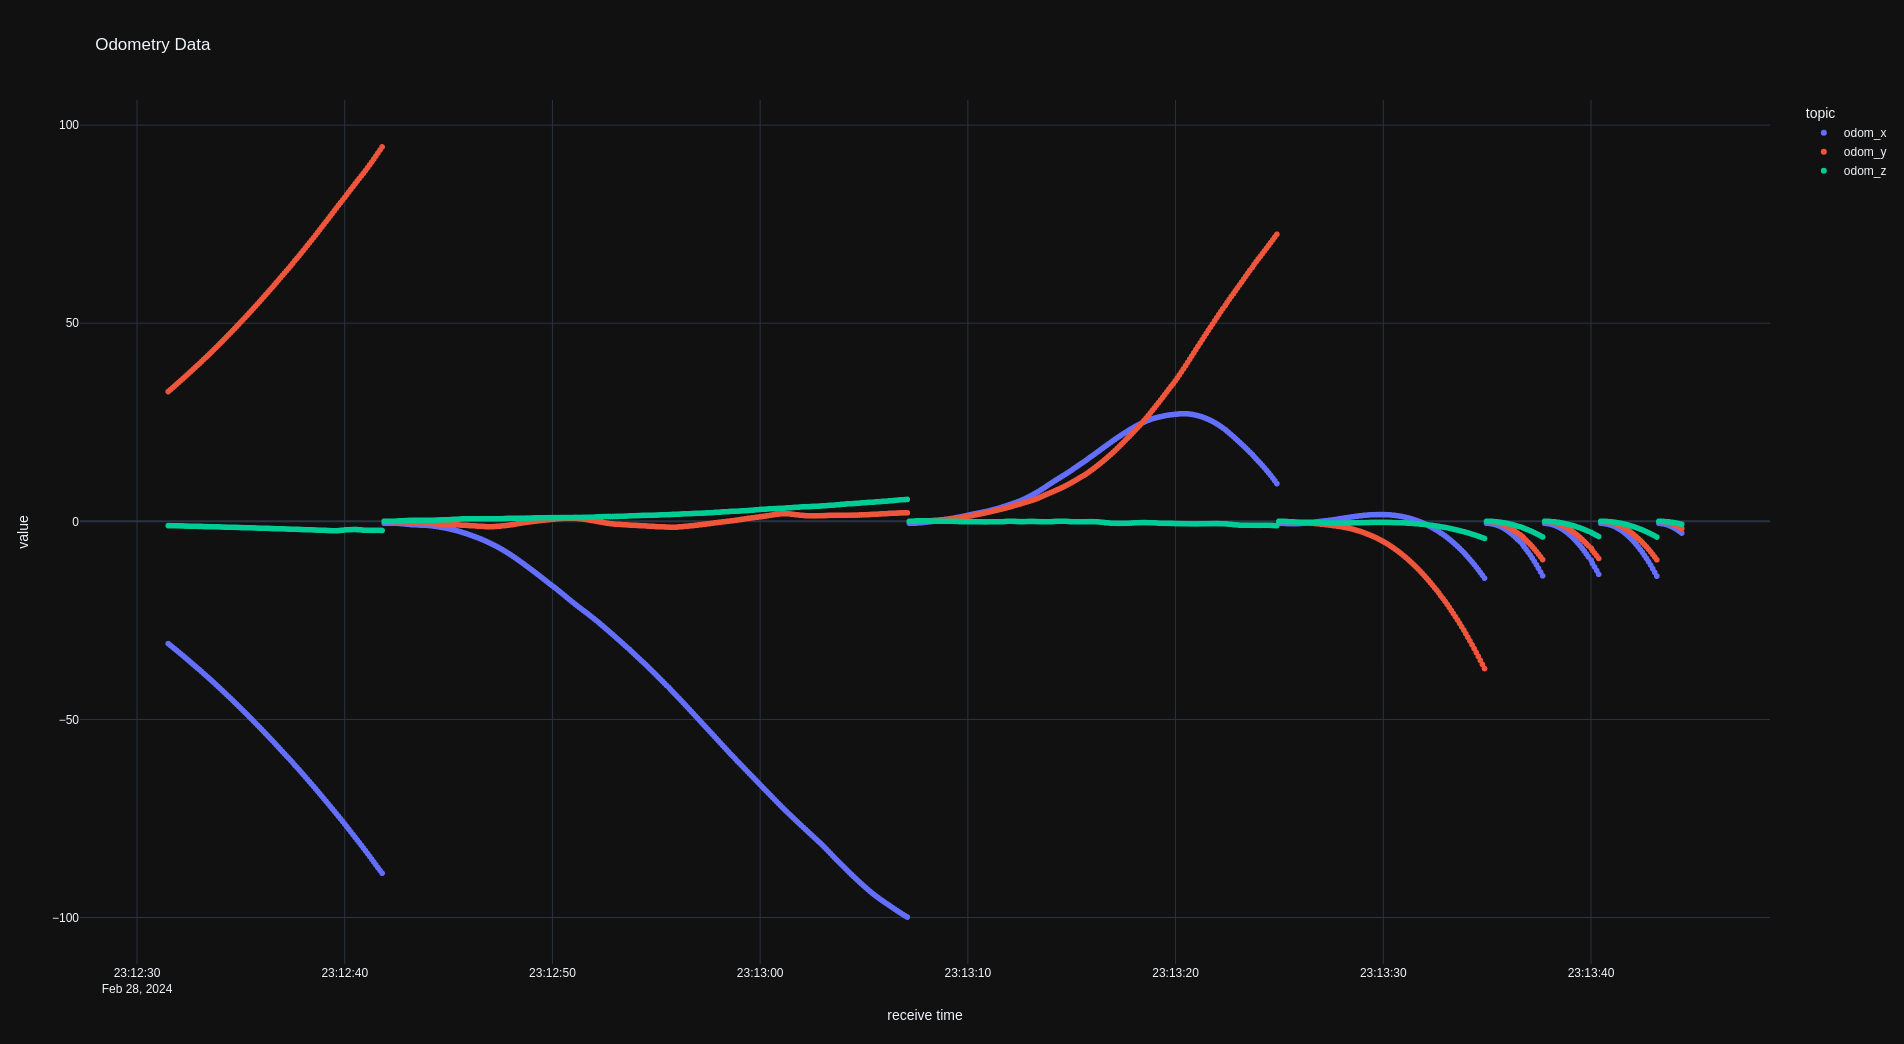 Odometry Data
topic
odom_x
odom_y
odom_z
value
100
50
0
−50
−100
23:12:30 23:12:40 23:12:50 23:13:00 23:13:10 23:13:20 23:13:30 23:13:40
Feb 28, 2024
receive time